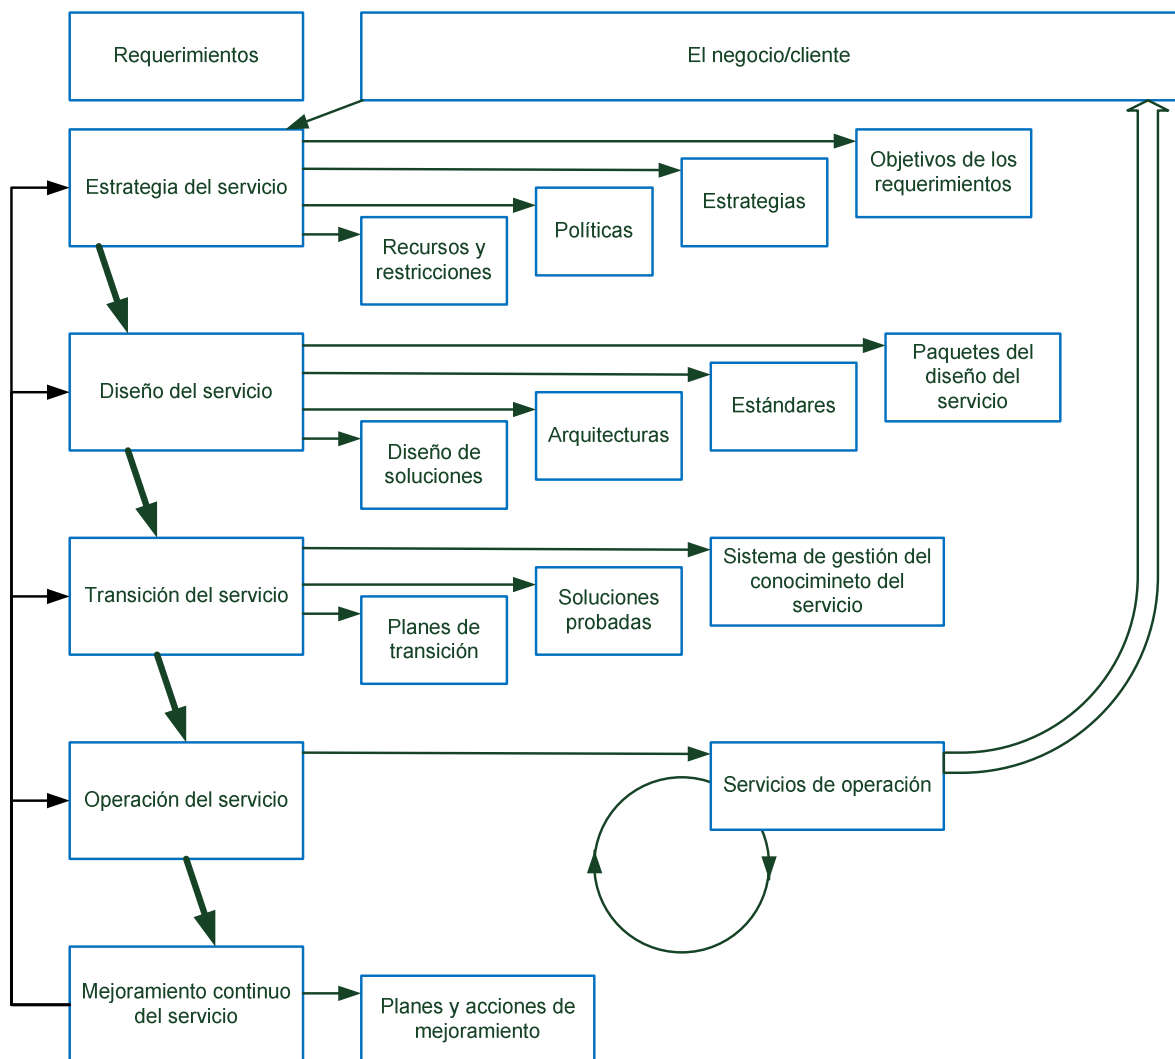 Requerimientos
El negocio/cliente
Estrategia del servicio
Objetivos de los
requerimientos
Estrategias
Políticas
Recursos y
restricciones
Diseño del servicio
Paquetes del
diseño del
servicio
Estándares
Arquitecturas
Diseño de
soluciones
Transición del servicio
Sistema de gestión del
conocimineto del
servicio
Soluciones
probadas
Planes de
transición
Operación del servicio
Servicios de operación
Mejoramiento continuo
del servicio
Planes y acciones de
mejoramiento